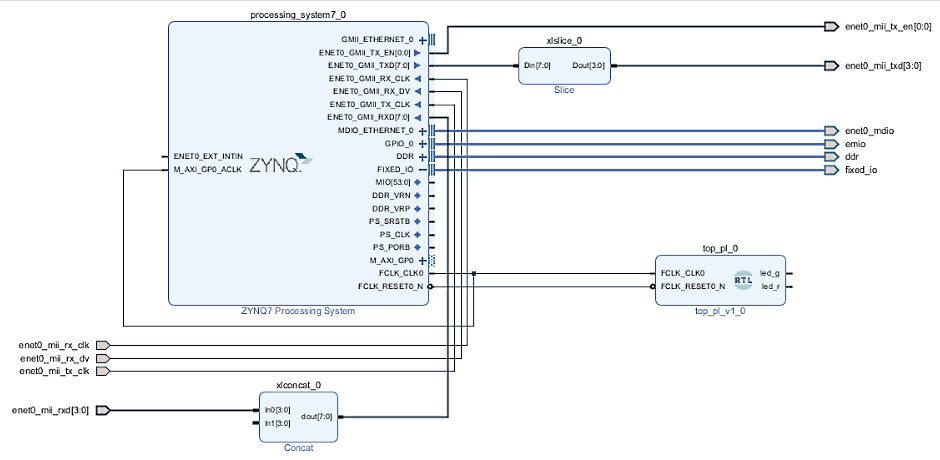 processing_system7_0
GMII_ETHERNET_0
ENET0_GMII_TX_EN[0:0]
ENET0_GMII_TXD[7:0]
ENET0_GMII_RX_CLK
ENET0_GMII_RX_DV
ENET0_GMII_TX_CLK
ENET0_GMII_RXD[7:0]
MDIO_ETHERNET_0
GPIO_0
DDR
FIXED_IO
MIO[53:0]
DDR_VRN
DDR_VRP
PS_SRSTB
PS_CLK
PS_PORB
M_AXI_GP0
FCLK_CLK0
FCLK_RESET0_N
ENET0_EXT_INTIN
M_AXI_GP0_ACLK
ZYNQ
ZYNQ7 Processing System
xlslice_0
Din[7:0] Dout[3:0]
Slice
enet0_mii_tx_en[0:0]
enet0_mii_txd[3:0]
enet0_mdio
emio
ddr
fixed_io
top_pl_0
FCLK_CLK0 led_g
FCLK_RESET0_N led_r
RTL
top_pl_v1_0
enet0_mii_rx_clk
enet0_mii_rx_dv
enet0_mii_tx_clk
enet0_mii_rxd[3:0]
xlconcat_0
In0[3:0]
In1[3:0]
dout[7:0]
Concat